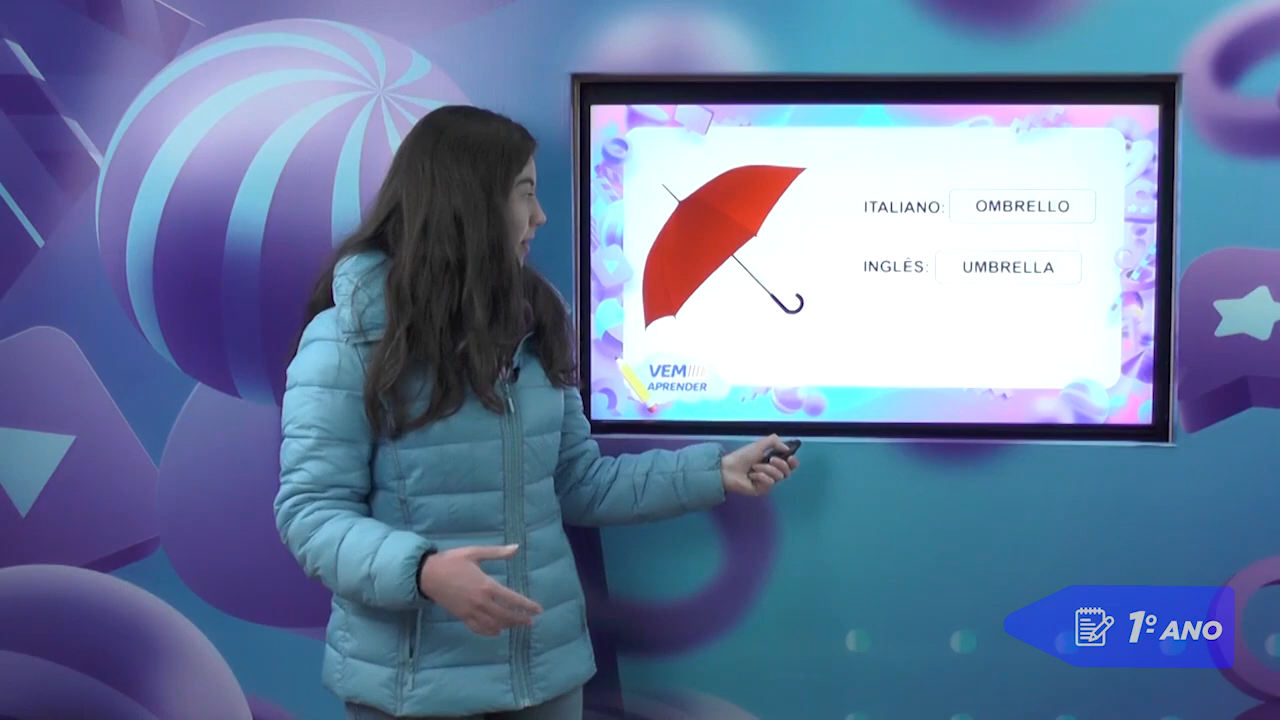 ITALIANO: OMBRELLO
INGLÊS: UMBRELLA
VEM
APRENDER
1º ANO